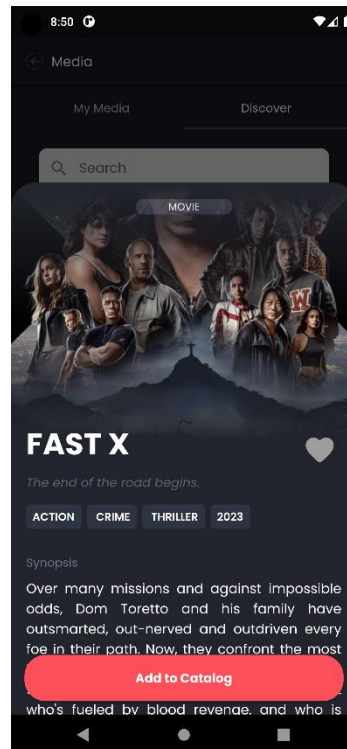 8:50
Media
My Media Discover
Search
MOVIE
W
FAST X
The end of the road begins.
ACTION CRIME THRILLER 2023
Synopsis
Over many missions and against impossible
odds, Dom Toretto and his family have
outsmarted, out-nerved and outdriven every
foe in their path. Now, they confront the most
Add to Catalog
who's fueled by blood revenge, and who is